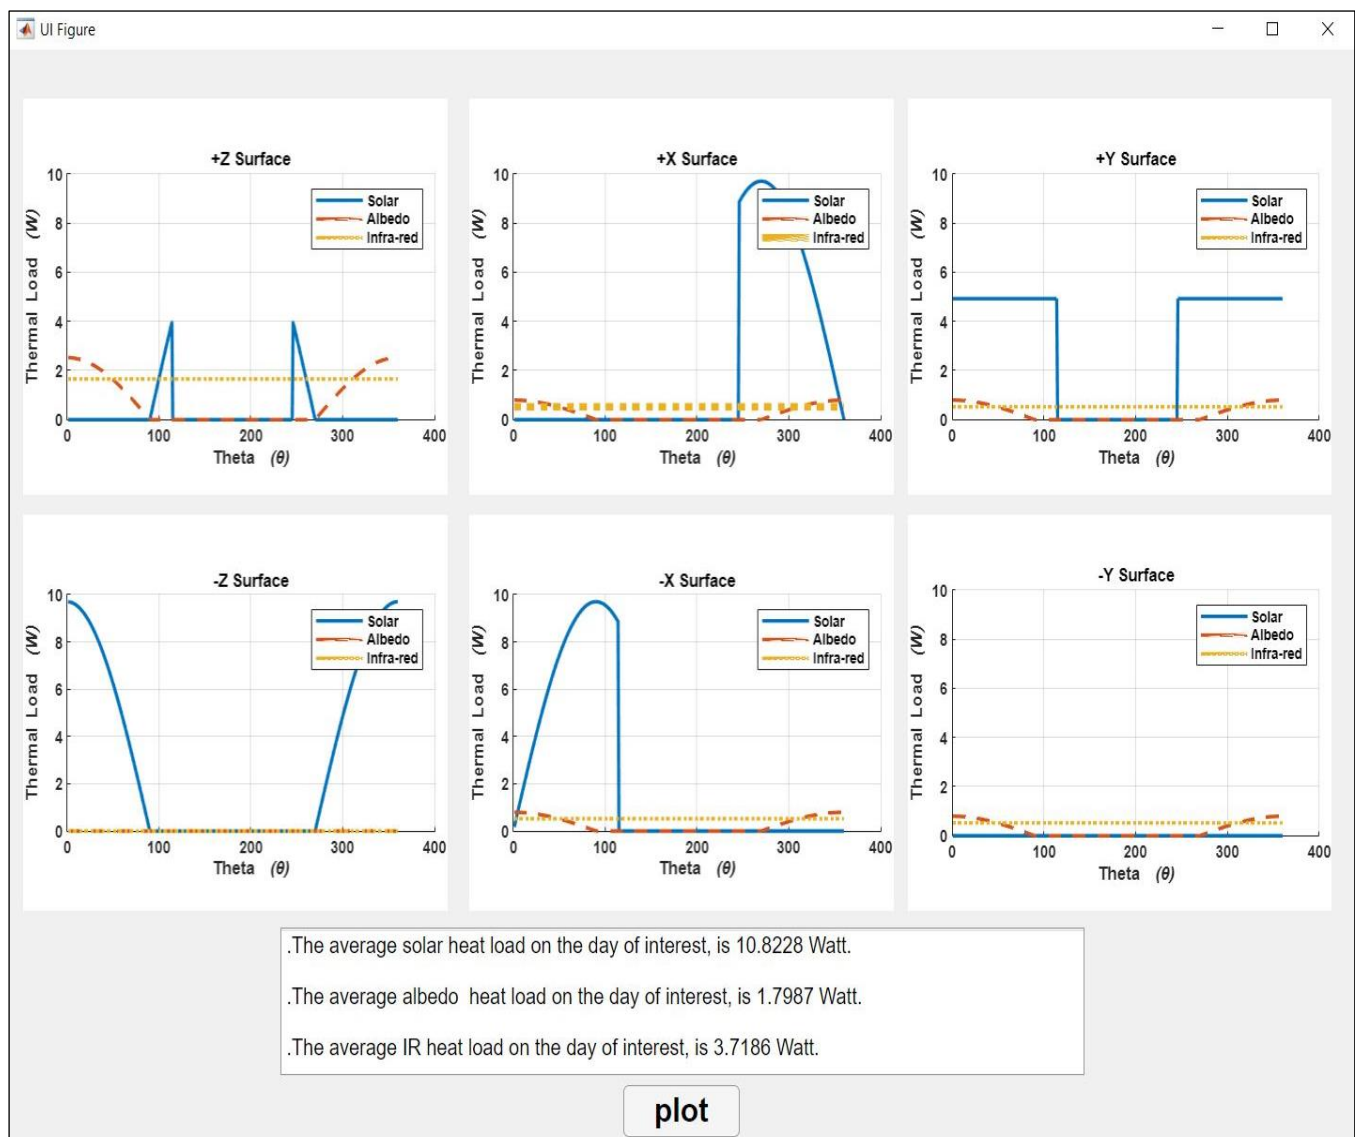 UI Figure
+Z Surface
Thermal Load (W)
10
8
6
4
2
0
Solar
Albedo
Infra-red
0 100 200 300 400
Theta (θ)
+X Surface
Thermal Load (W)
10
8
6
4
2
0
Solar
Albedo
Infra-red
0 100 200 300 400
Theta (θ)
+Y Surface
Thermal Load (W)
10
8
6
4
2
0
Solar
Albedo
Infra-red
0 100 200 300 400
Theta (θ)
-Z Surface
Thermal Load (W)
10
8
6
4
2
0
Solar
Albedo
Infra-red
0 100 200 300 400
Theta (θ)
-X Surface
Thermal Load (W)
10
8
6
4
2
0
Solar
Albedo
Infra-red
0 100 200 300 400
Theta (θ)
-Y Surface
Thermal Load (W)
10
8
6
4
2
0
Solar
Albedo
Infra-red
0 100 200 300 400
Theta (θ)
.The average solar heat load on the day of interest, is 10.8228 Watt.
.The average albedo  heat load on the day of interest, is 1.7987 Watt.
.The average IR heat load on the day of interest, is 3.7186 Watt.
plot